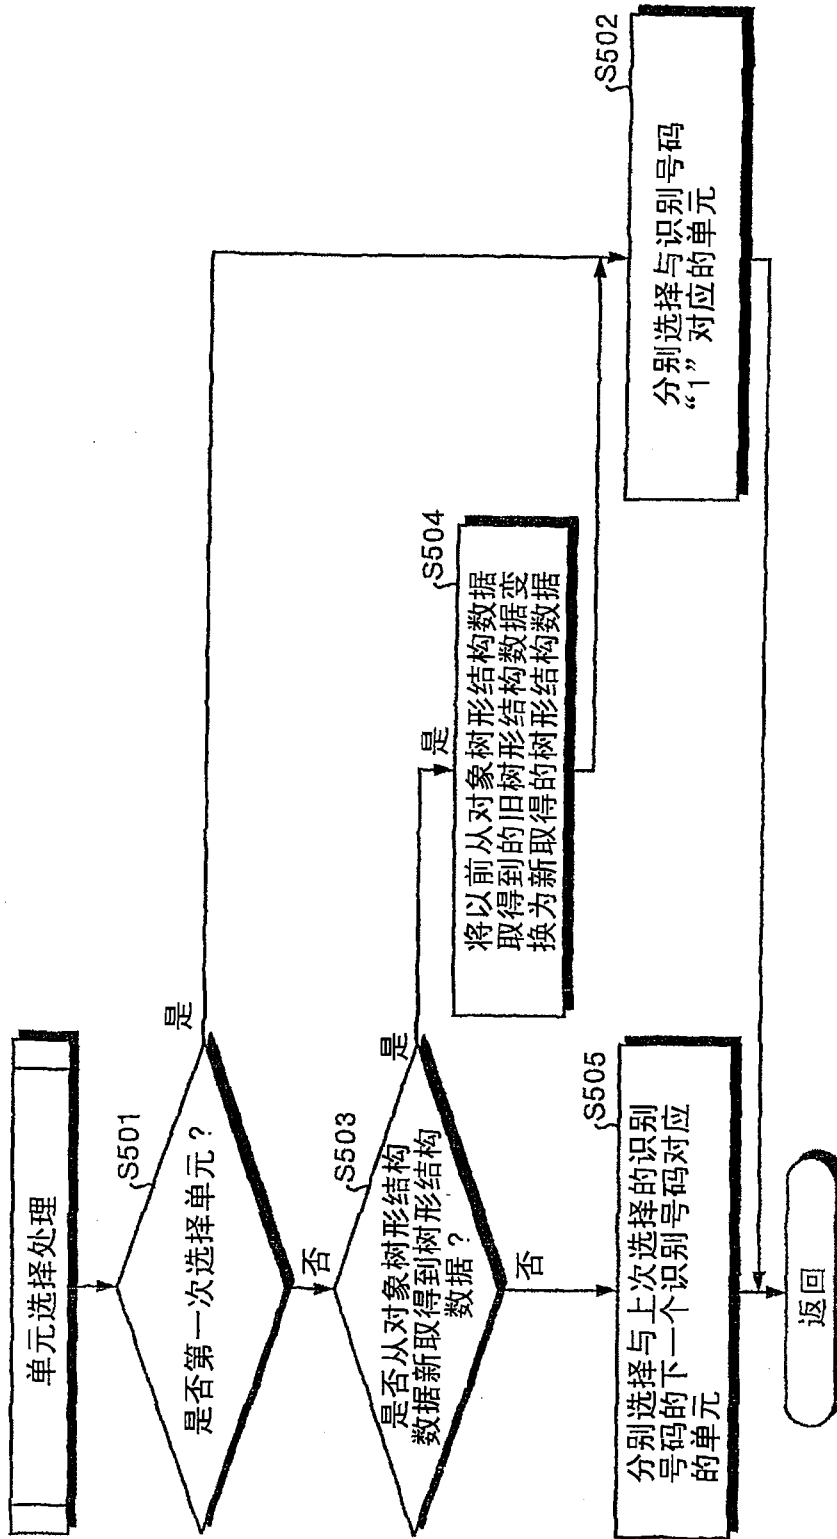 单元选择处理
S501
是否第一次选择单元?
是
否
S503
是否从对象树形结构
数据新取得到树形结构
数据?
是
是
否
S504
将以前从对象树形结构数据
取得到的旧树形结构数据变
换为新取得的树形结构数据
S502
分别选择与识别号码
“1”对应的单元
S505
分别选择与上次选择的识别
号码的下一个识别号码对应
的单元
返回